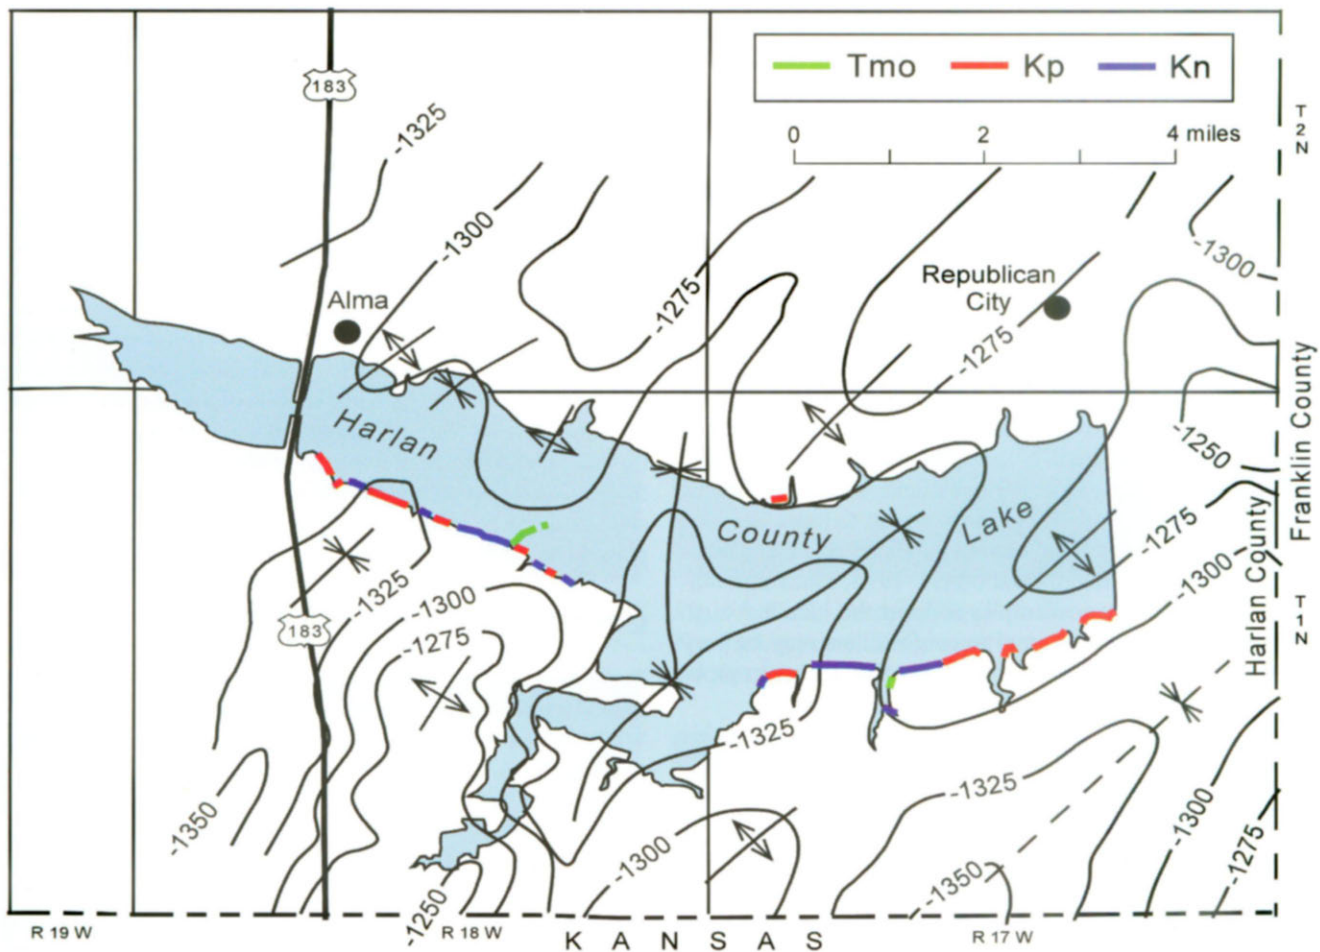 183
-1325
Tmo Kp Kn
0 2 4 miles
T
2
N
-1300
-1300
-1275
Republican
City
Alma
-1275
Harlan
-1250
Franklin County
County
Lake
-1275
-1300
Harlan County
-1325
-1300
T
1
N
183
-1275
-1325
-1325
-1350
-1300
-1300
-1350
-1275
-1250
R 19 W
R 18 W
K A N S A S
R 17 W